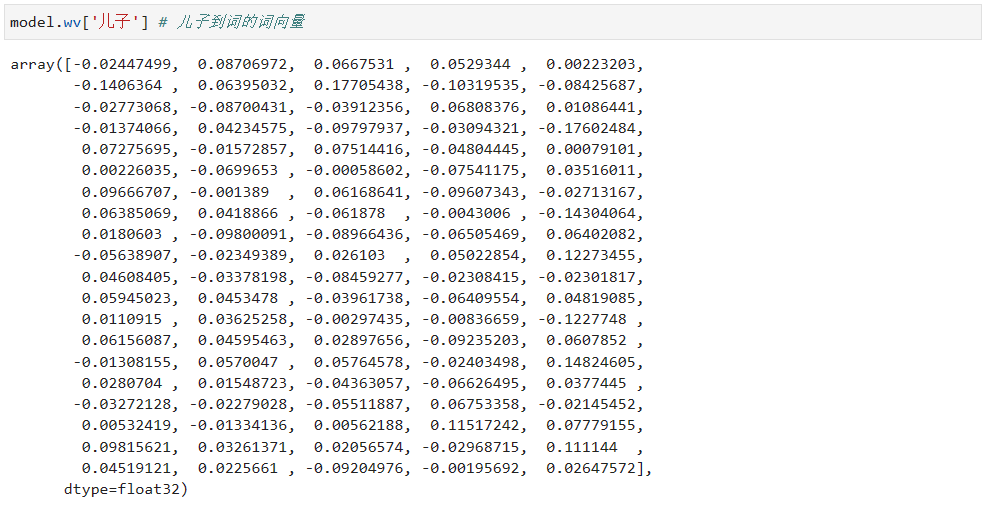 model.wv['儿子'] # 儿子到词的词向量
array([-0.02447499,  0.08706972,  0.0667531 ,  0.0529344 ,  0.00223203,
       -0.1406364 ,  0.06395032,  0.17705438, -0.10319535, -0.08425687,
       -0.02773068, -0.08700431, -0.03912356,  0.06808376,  0.01086441,
       -0.01374066,  0.04234575, -0.09797937, -0.03094321, -0.17602484,
        0.07275695, -0.01572857,  0.07514416, -0.04804445,  0.00079101,
        0.00226035, -0.0699653 , -0.00058602, -0.07541175,  0.03516011,
        0.09666707, -0.001389  ,  0.06168641, -0.09607343, -0.02713167,
        0.06385069,  0.0418866 , -0.061878  , -0.0043006 , -0.14304064,
        0.0180603 , -0.09800091, -0.08966436, -0.06505469,  0.06402082,
       -0.05638907, -0.02349389,  0.026103  ,  0.05022854,  0.12273455,
        0.04608405, -0.03378198, -0.08459277, -0.02308415, -0.02301817,
        0.05945023,  0.0453478 , -0.03961738, -0.06409554,  0.04819085,
        0.0110915 ,  0.03625258, -0.00297435, -0.00836659, -0.1227748 ,
        0.06156087,  0.04595463,  0.02897656, -0.09235203,  0.0607852 ,
       -0.01308155,  0.0570047 ,  0.05764578, -0.02403498,  0.14824605,
        0.0280704 ,  0.01548723, -0.04363057, -0.06626495,  0.0377445 ,
       -0.03272128, -0.02279028, -0.05511887,  0.06753358, -0.02145452,
        0.00532419, -0.01334136,  0.00562188,  0.11517242,  0.07779155,
        0.09815621,  0.03261371,  0.02056574, -0.02968715,  0.111144  ,
        0.04519121,  0.0225661 , -0.09204976, -0.00195692,  0.02647572],
      dtype=float32)